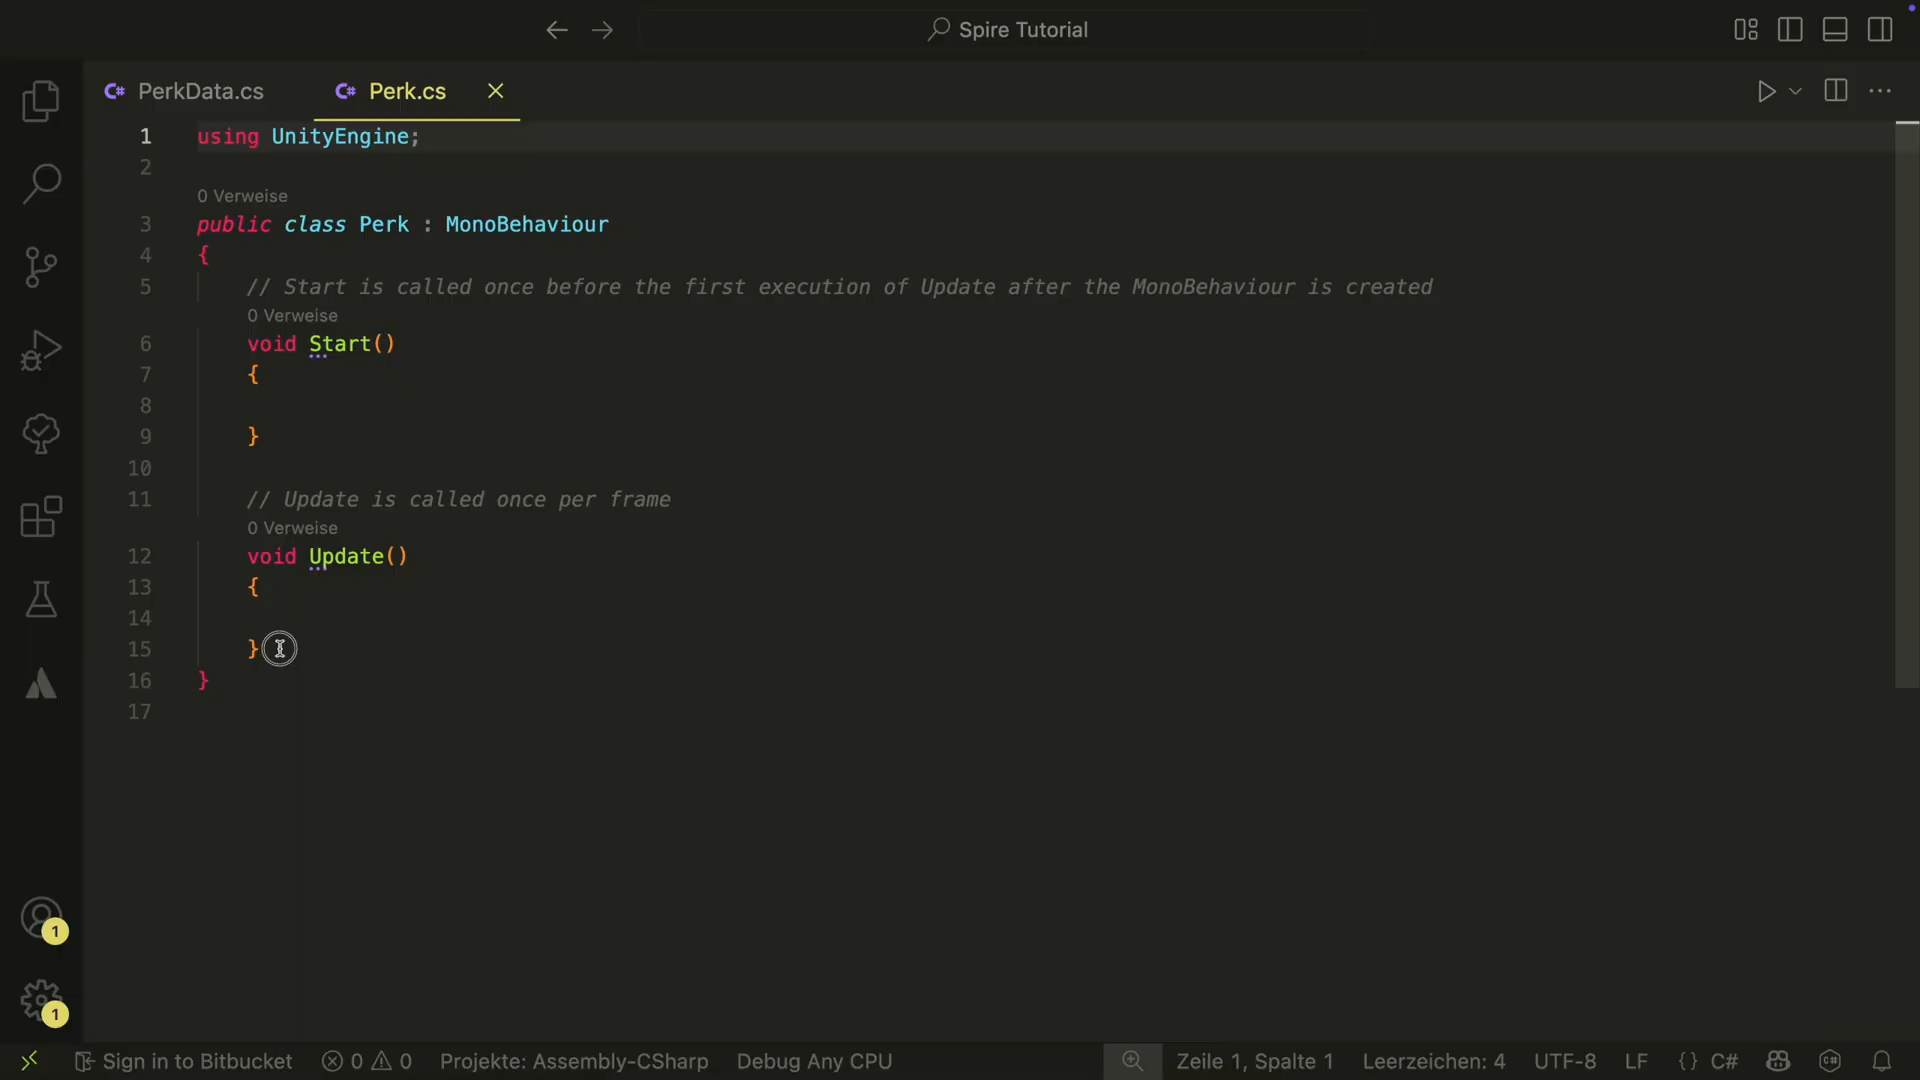 Spire Tutorial
C# PerkData.cs
C# Perk.cs
1 using UnityEngine;
2
0 Verweise
3 public class Perk : MonoBehaviour
4 {
5 // Start is called once before the first execution of Update after the MonoBehaviour is created
0 Verweise
6 void Start()
7 {
8
9 }
10
11 // Update is called once per frame
0 Verweise
12 void Update()
13 {
14
15 }
16 }
17
1
1
Sign in to Bitbucket 0 0 Projekte: Assembly-CSharp Debug Any CPU Zeile 1, Spalte 1 Leerzeichen: 4 UTF-8 LF {} C#